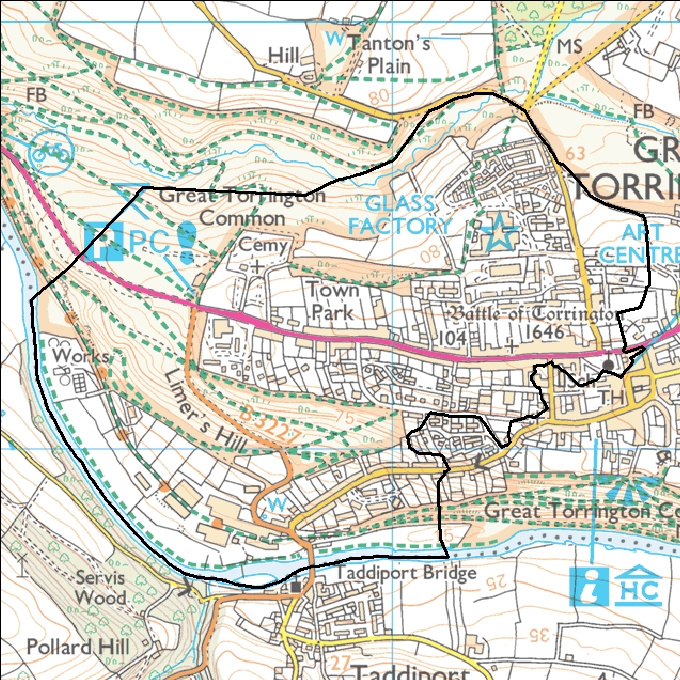 Hill
W
Tanton's
Plain
MS
FB
80
FB
63
GR
TORRI
Great Torrington
Common
GLASS
FACTORY
PC
ART
CENTRE
Cemy
80
Town
Park
Battle of Torrington
1646
104
Works
Limer's Hill
B 3227
75
TH
W
Great Torrington Co
Taddiport Bridge
Servis
Wood
25
i
HC
35
Pollard Hill
27
Taddiport